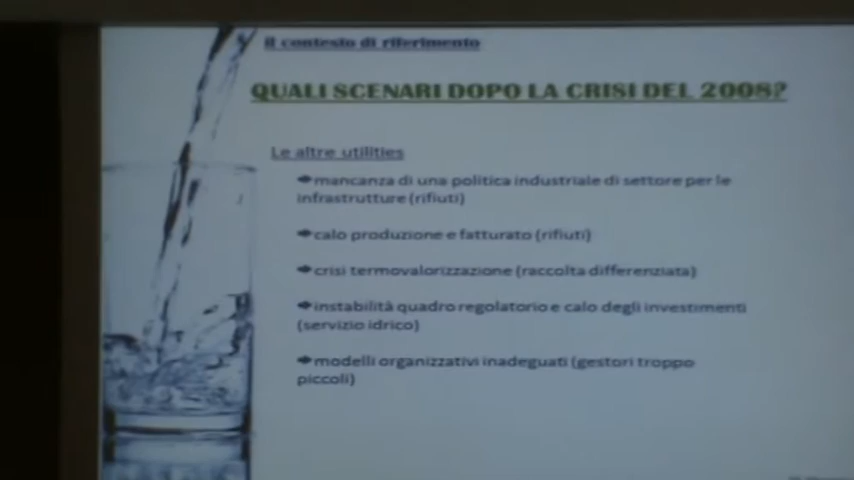 Il contesto di riferimento
QUALI SCENARI DOPO LA CRISI DEL 2008?
Le altre utilities
➔mancanza di una politica industriale di settore per le
infrastrutture (rifiuti)
➔calo produzione e fatturato (rifiuti)
➔crisi termovalorizzazione (raccolta differenziata)
➔instabilità quadro regolatorio e calo degli investimenti
(servizio idrico)
➔modelli organizzativi inadeguati (gestori troppo
piccoli)